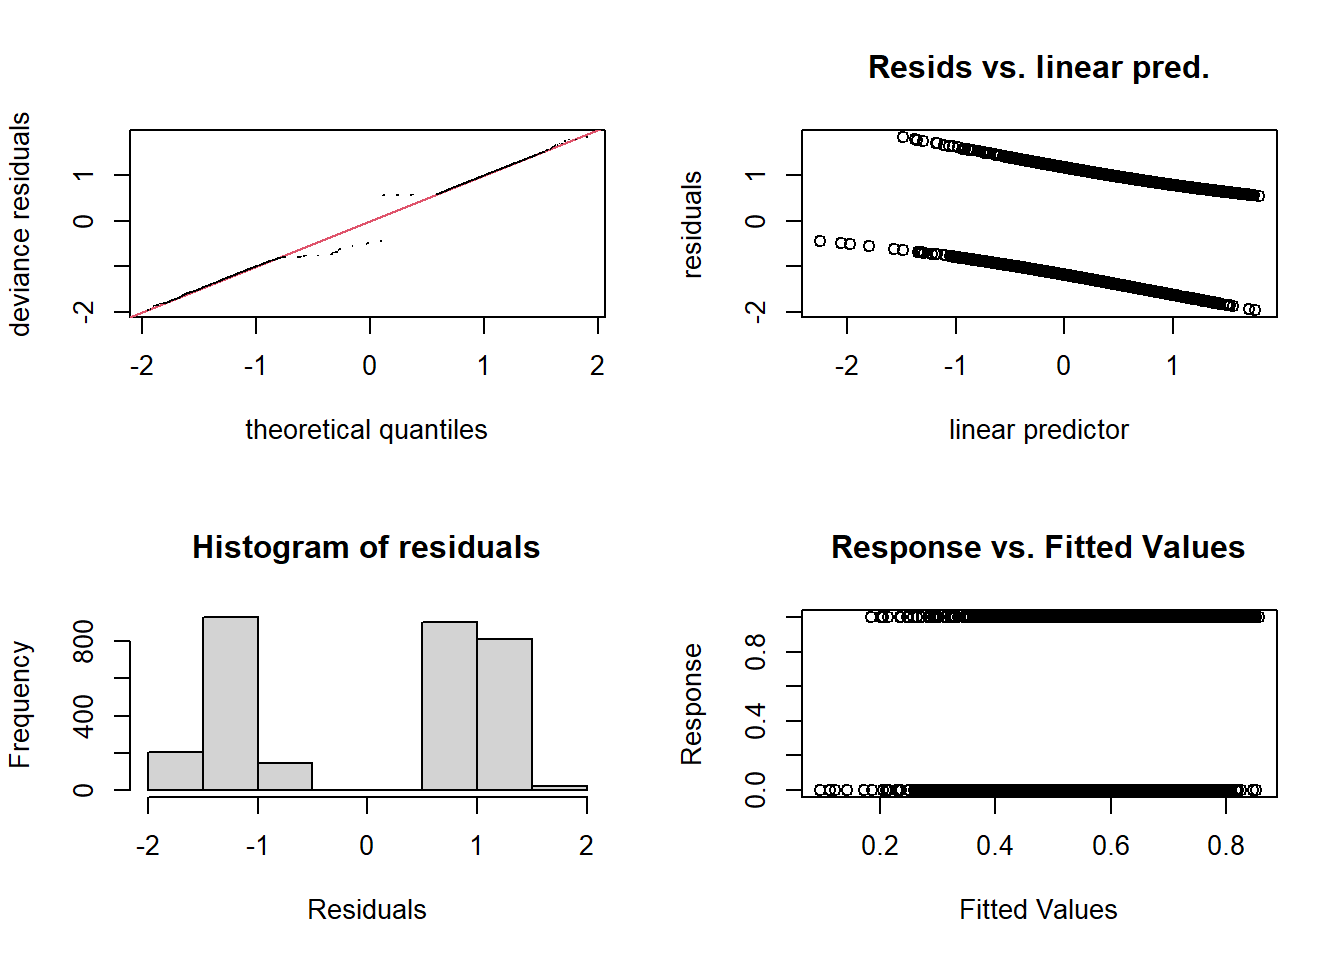 deviance residuals
1
0
-2
-2
-1
0
1
2
theoretical quantiles
Resids vs. linear pred.
residuals
1
0
-2
-2
-1
0
1
linear predictor
Histogram of residuals
Frequency
800
400
0
-2
-1
0
1
2
Residuals
Response vs. Fitted Values
Response
0.8
0.4
0.0
0.2
0.4
0.6
0.8
Fitted Values